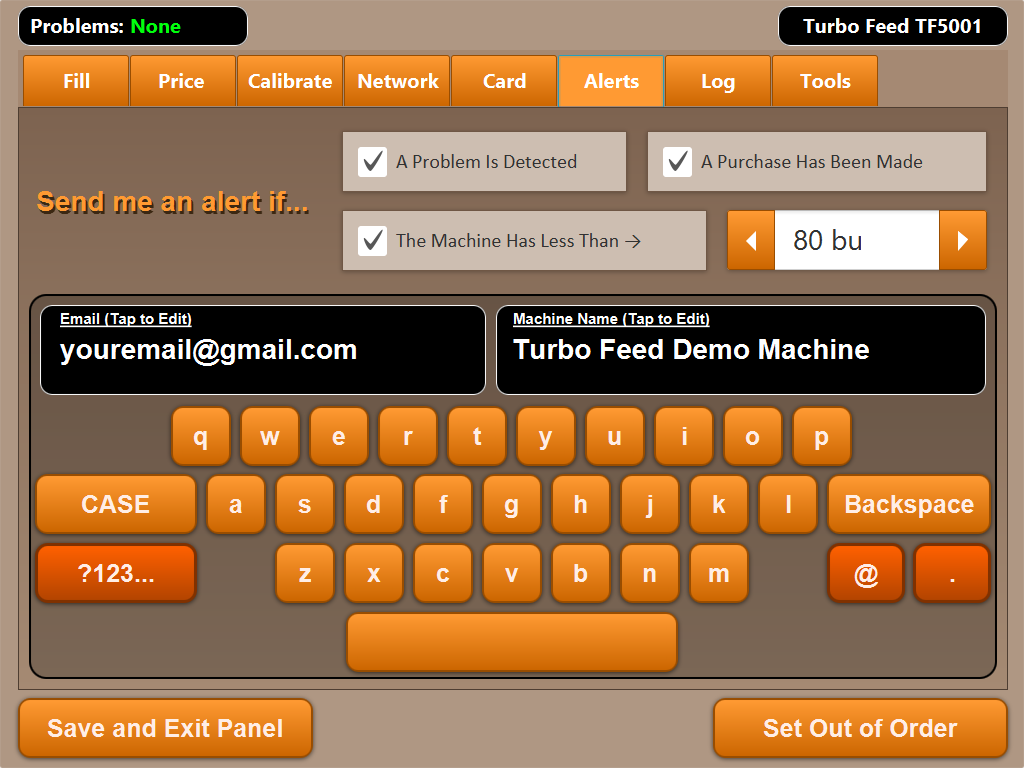 Problems: None
Turbo Feed TF5001
Fill Price Calibrate Network Card Alerts Log Tools
Send me an alert if...
A Problem Is Detected
A Purchase Has Been Made
The Machine Has Less Than →
80 bu
Email (Tap to Edit)
youremail@gmail.com
Machine Name (Tap to Edit)
Turbo Feed Demo Machine
q w e r t y u i o p
CASE a s d f g h j k l Backspace
?123... z x c v b n m @ .
Save and Exit Panel
Set Out of Order